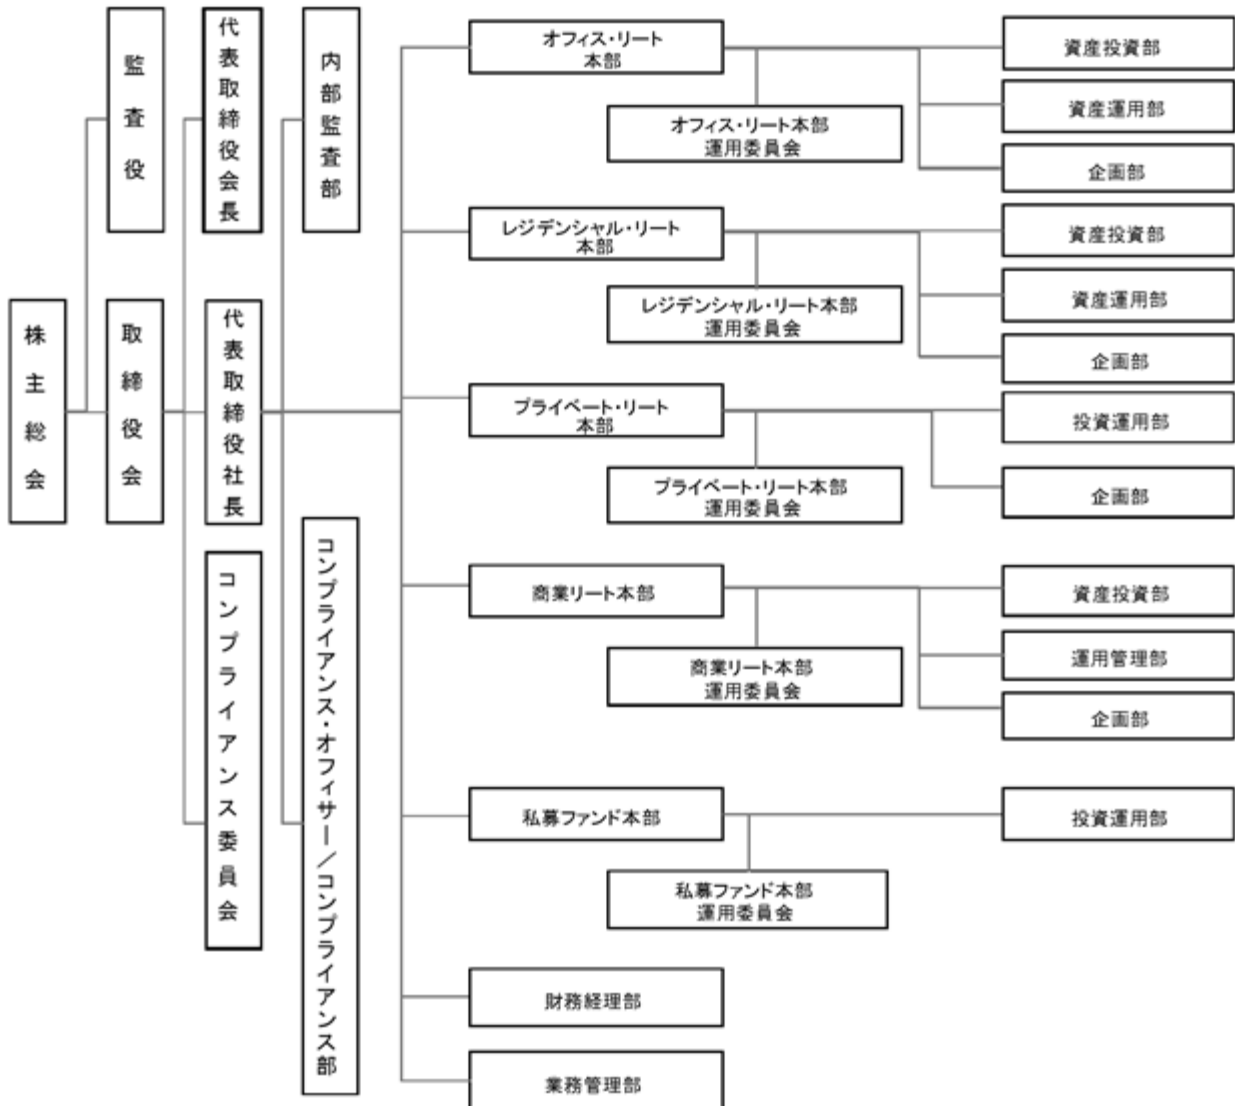 株主総会
監査役
取締役会
代表取締役会長
代表取締役社長
コンプライアンス委員会
内部監査部
コンプライアンス・オフィサー/コンプライアンス部
オフィス・リート
本部
オフィス・リート本部
運用委員会
資産投資部
資産運用部
企画部
レジデンシャル・リート
本部
レジデンシャル・リート本部
運用委員会
資産投資部
資産運用部
企画部
プライベート・リート
本部
プライベート・リート本部
運用委員会
投資運用部
企画部
商業リート本部
商業リート本部
運用委員会
資産投資部
運用管理部
企画部
私募ファンド本部
私募ファンド本部
運用委員会
投資運用部
財務経理部
業務管理部